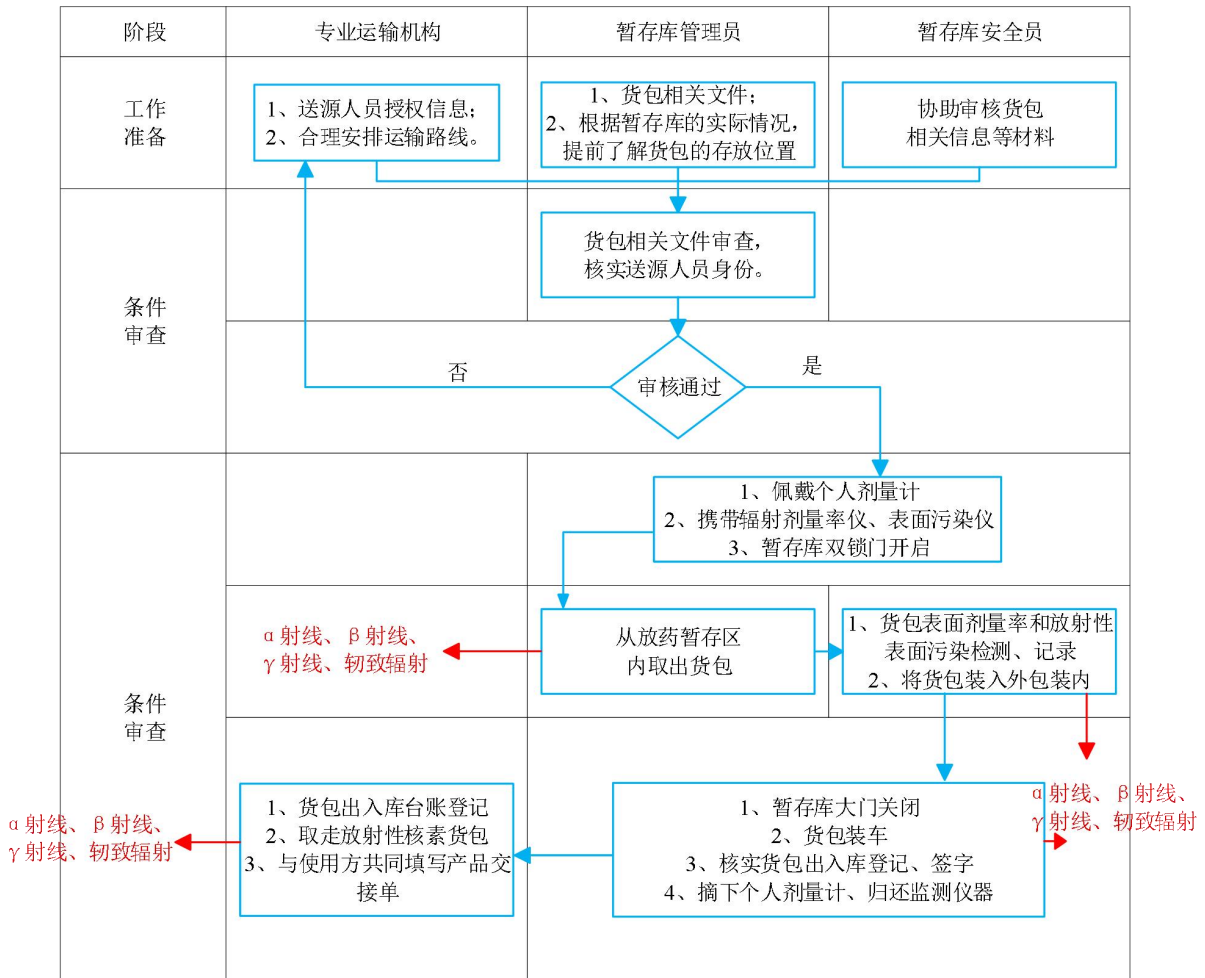 阶段
专业运输机构
暂存库管理员
暂存库安全员
工作
准备
1、送源人员授权信息；
2、合理安排运输路线。
1、货包相关文件；
2、根据暂存库的实际情况，
提前了解货包的存放位置
协助审核货包
相关信息等材料
条件
审查
货包相关文件审查，
核实送源人员身份。
否
审核通过
是
条件
审查
1、佩戴个人剂量计
2、携带辐射剂量率仪、表面污染仪
3、暂存库双锁门开启
α射线、β射线、
γ射线、轫致辐射
从放药暂存区
内取出货包
1、货包表面剂量率和放射性
表面污染检测、记录
2、将货包装入外包装内
α射线、β射线、
γ射线、轫致辐射
1、货包出入库台账登记
2、取走放射性核素货包
3、与使用方共同填写产品交
接单
1、暂存库大门关闭
2、货包装车
3、核实货包出入库登记、签字
4、摘下个人剂量计、归还监测仪器
α射线、β射线、
γ射线、轫致辐射